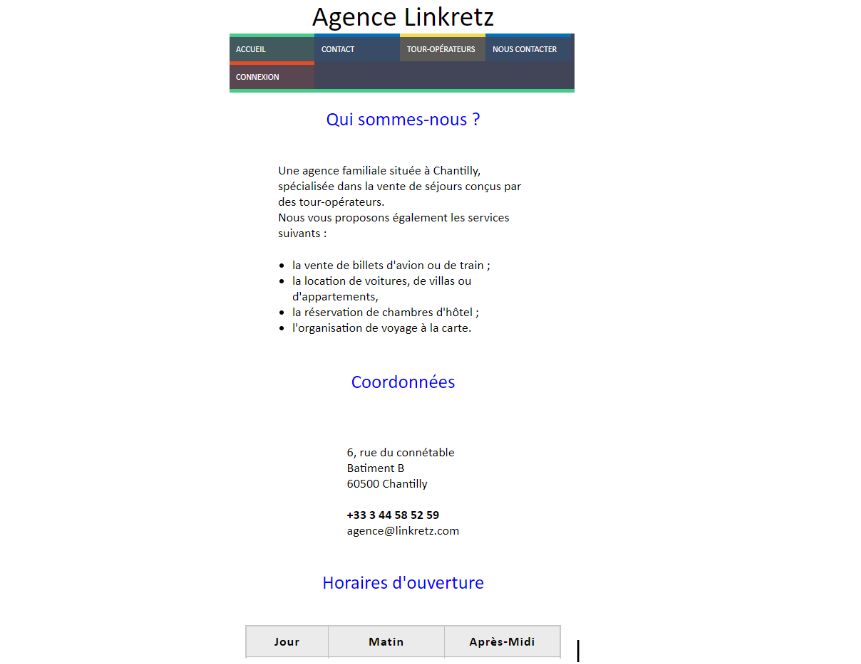 Agence Linkretz
ACCUEIL CONTACT TOUR-OPÉRATEURS NOUS CONTACTER
CONNEXION
Qui sommes-nous ?
Une agence familiale située à Chantilly,
spécialisée dans la vente de séjours conçus par
des tour-opérateurs.
Nous vous proposons également les services
suivants :
• la vente de billets d'avion ou de train ;
• la location de voitures, de villas ou
d'appartements,
• la réservation de chambres d'hôtel ;
• l'organisation de voyage à la carte.
Coordonnées
6, rue du connétable
Batiment B
60500 Chantilly
+33 3 44 58 52 59
agence@linkretz.com
Horaires d'ouverture
Jour Matin Après-Midi